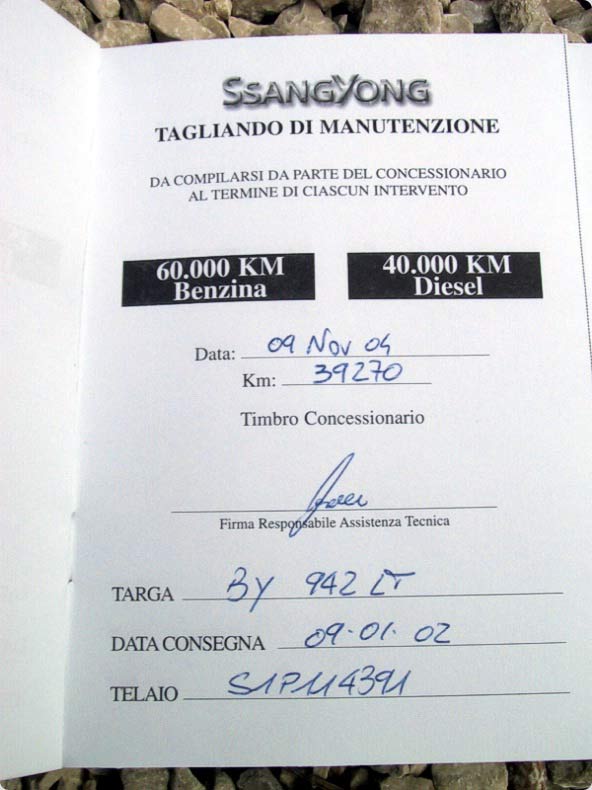 SSANGYONG
TAGLIANDO DI MANUTENZIONE
DA COMPILARSI DA PARTE DEL CONCESSIONARIO
AL TERMINE DI CIASCUN INTERVENTO
60.000 KM
Benzina
40.000 KM
Diesel
Data: 09 Nov 04
Km: 39270
Timbro Concessionario
Firma Responsabile Assistenza Tecnica
TARGA BY 942 LT
DATA CONSEGNA 09-01-02
TELAIO S1P114391